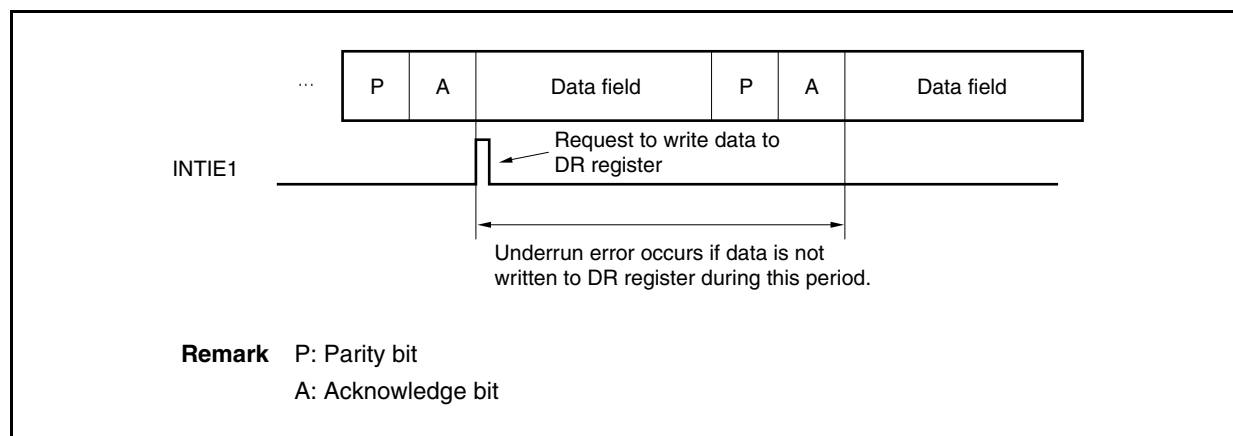 ... P A Data field P A Data field
Request to write data to
DR register
INTIE1
Underrun error occurs if data is not
written to DR register during this period.
Remark P: Parity bit
A: Acknowledge bit